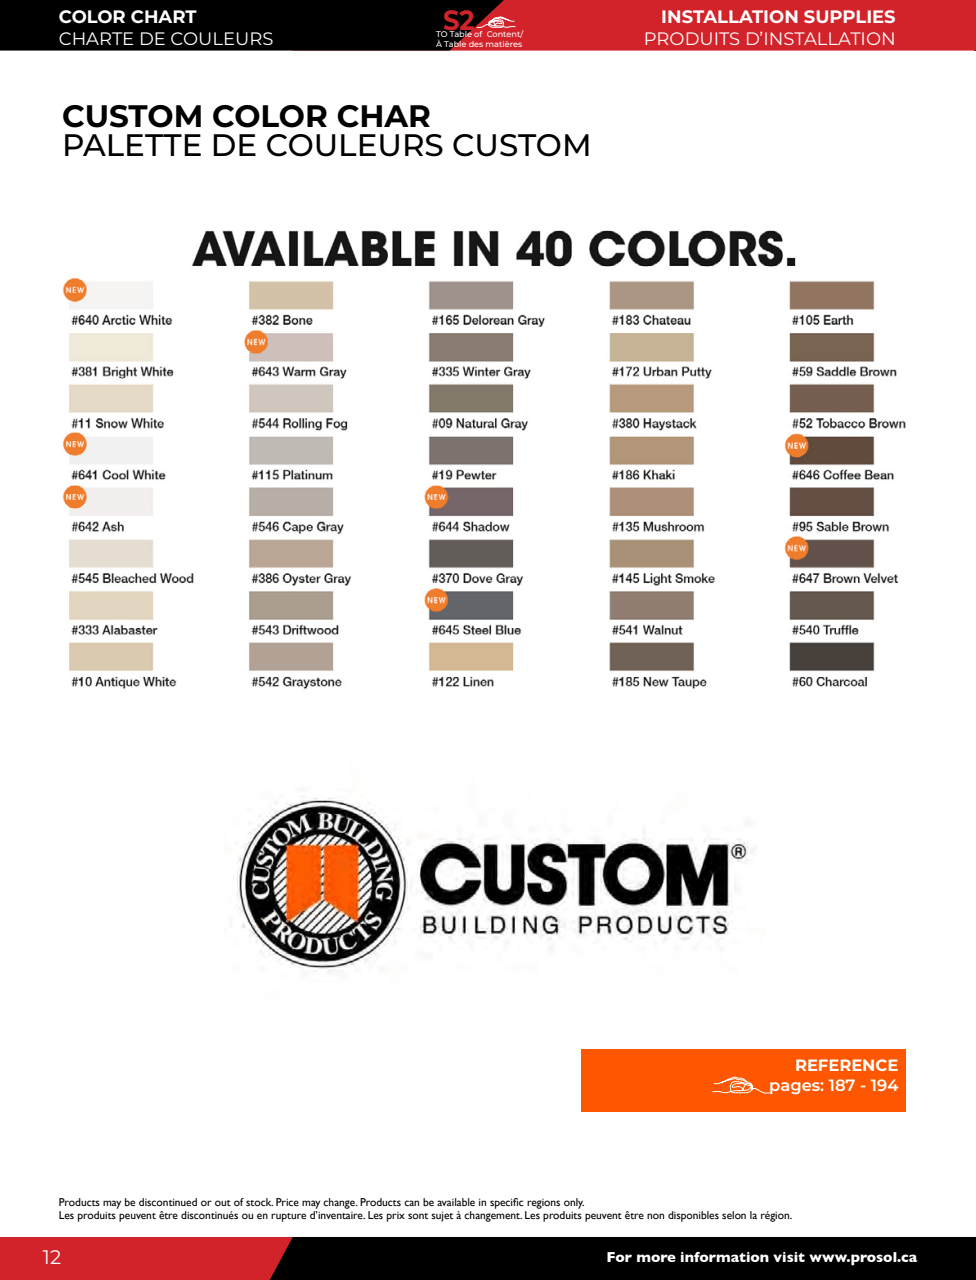 COLOR CHART
CHARTE DE COULEURS
S2
TO Table of Content/
À Table des matières
INSTALLATION SUPPLIES
PRODUITS D'INSTALLATION
CUSTOM COLOR CHAR
PALETTE DE COULEURS CUSTOM
AVAILABLE IN 40 COLORS.
NEW
#640 Arctic White
#381 Bright White
#11 Snow White
NEW
#641 Cool White
NEW
#642 Ash
#545 Bleached Wood
#333 Alabaster
#10 Antique White
#382 Bone
NEW
#643 Warm Gray
#544 Rolling Fog
#115 Platinum
#546 Cape Gray
#386 Oyster Gray
#543 Driftwood
#542 Graystone
#165 Delorean Gray
#335 Winter Gray
#09 Natural Gray
#19 Pewter
NEW
#644 Shadow
#370 Dove Gray
NEW
#645 Steel Blue
#122 Linen
#183 Chateau
#172 Urban Putty
#380 Haystack
#186 Khaki
#135 Mushroom
#145 Light Smoke
#541 Walnut
#185 New Taupe
#105 Earth
#59 Saddle Brown
#52 Tobacco Brown
NEW
#646 Coffee Bean
#95 Sable Brown
NEW
#647 Brown Velvet
#540 Truffle
#60 Charcoal
CUSTOM BUILDING PRODUCTS
CUSTOM®
BUILDING PRODUCTS
REFERENCE
pages: 187 - 194
Products may be discontinued or out of stock. Price may change. Products can be available in specific regions only.
Les produits peuvent être discontinués ou en rupture d'inventaire. Les prix sont sujet à changement. Les produits peuvent être non disponibles selon la région.
12
For more information visit www.prosol.ca